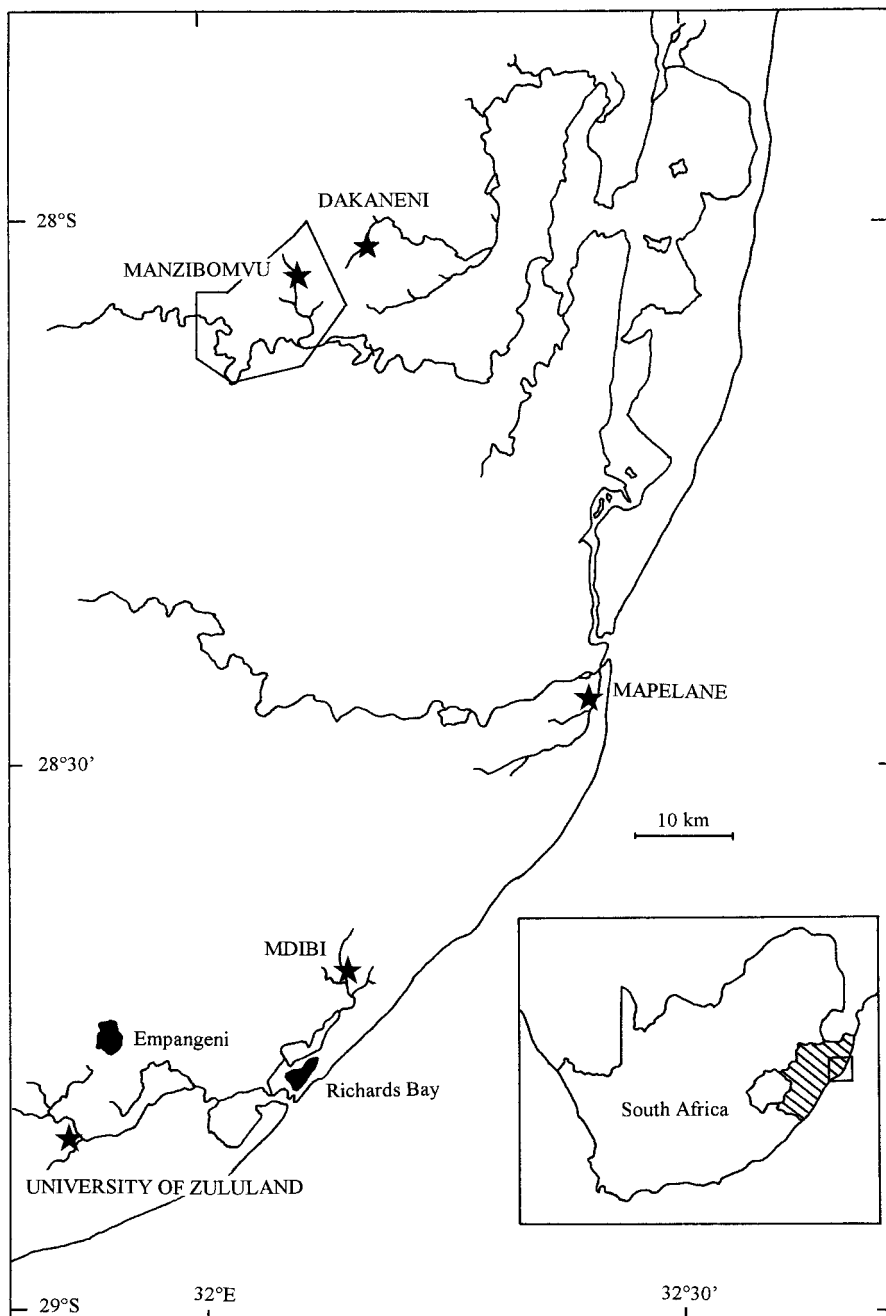 DAKANENI
28°S
MANZIBOMVU
MAPELANE
28°30’
10 km
MDIBI
Empangeni
Richards Bay
South Africa
UNIVERSITY OF ZULULAND
32°E
32°30’
29°S